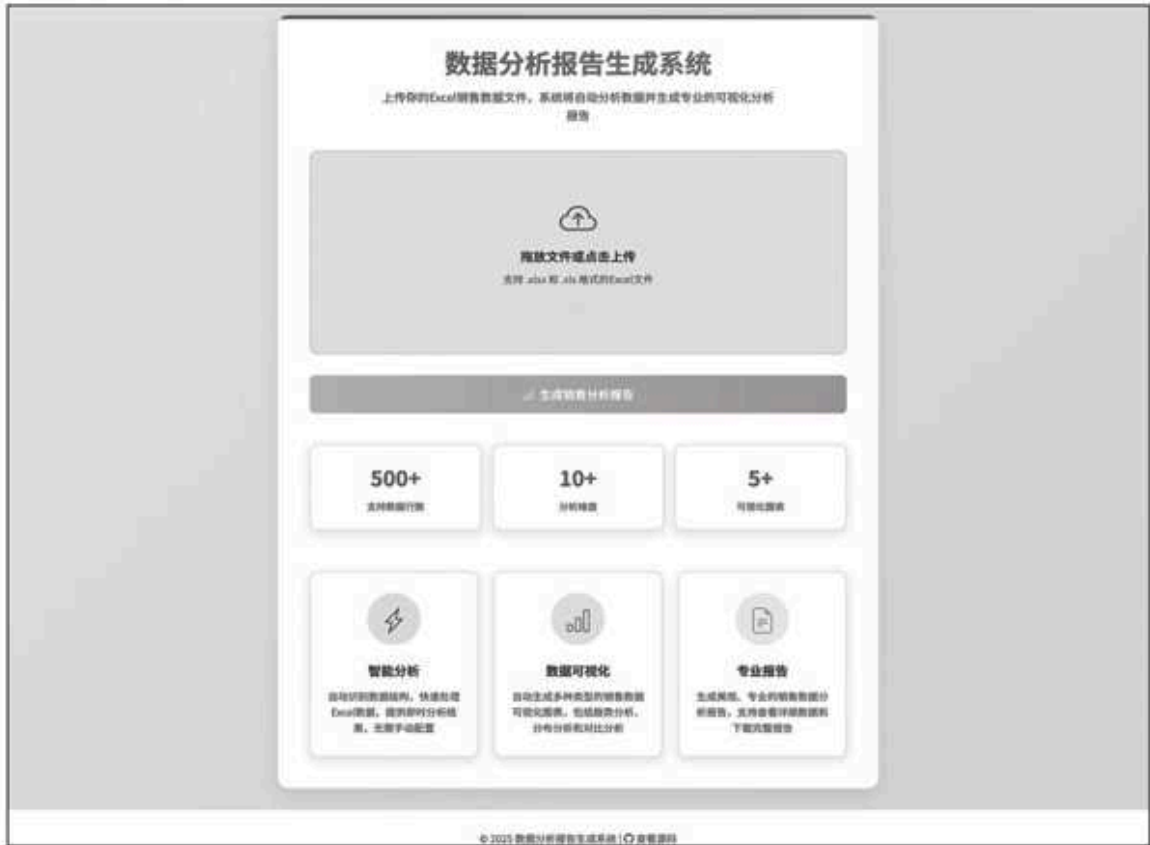 数据分析报告生成系统
上传你的Excel销售数据文件，系统将自动分析数据并生成专业的可视化分析
报告
拖放文件或点击上传
支持 .xlsx 和 .xls 格式的Excel文件
生成销售分析报告
500+
10+
5+
支持数据行数
分析维度
可视化图表
智能分析
数据可视化
专业报告
自动识别数据结构，快速处理
Excel数据，提供即时分析结
果，无需手动配置
自动生成多种类型的销售数据
可视化图表，包括趋势分析、
分布分析和对比分析
生成美观、专业的销售数据分
析报告，支持查看详细数据和
下载完整报告
© 2025 数据分析报告生成系统 | 查看源码